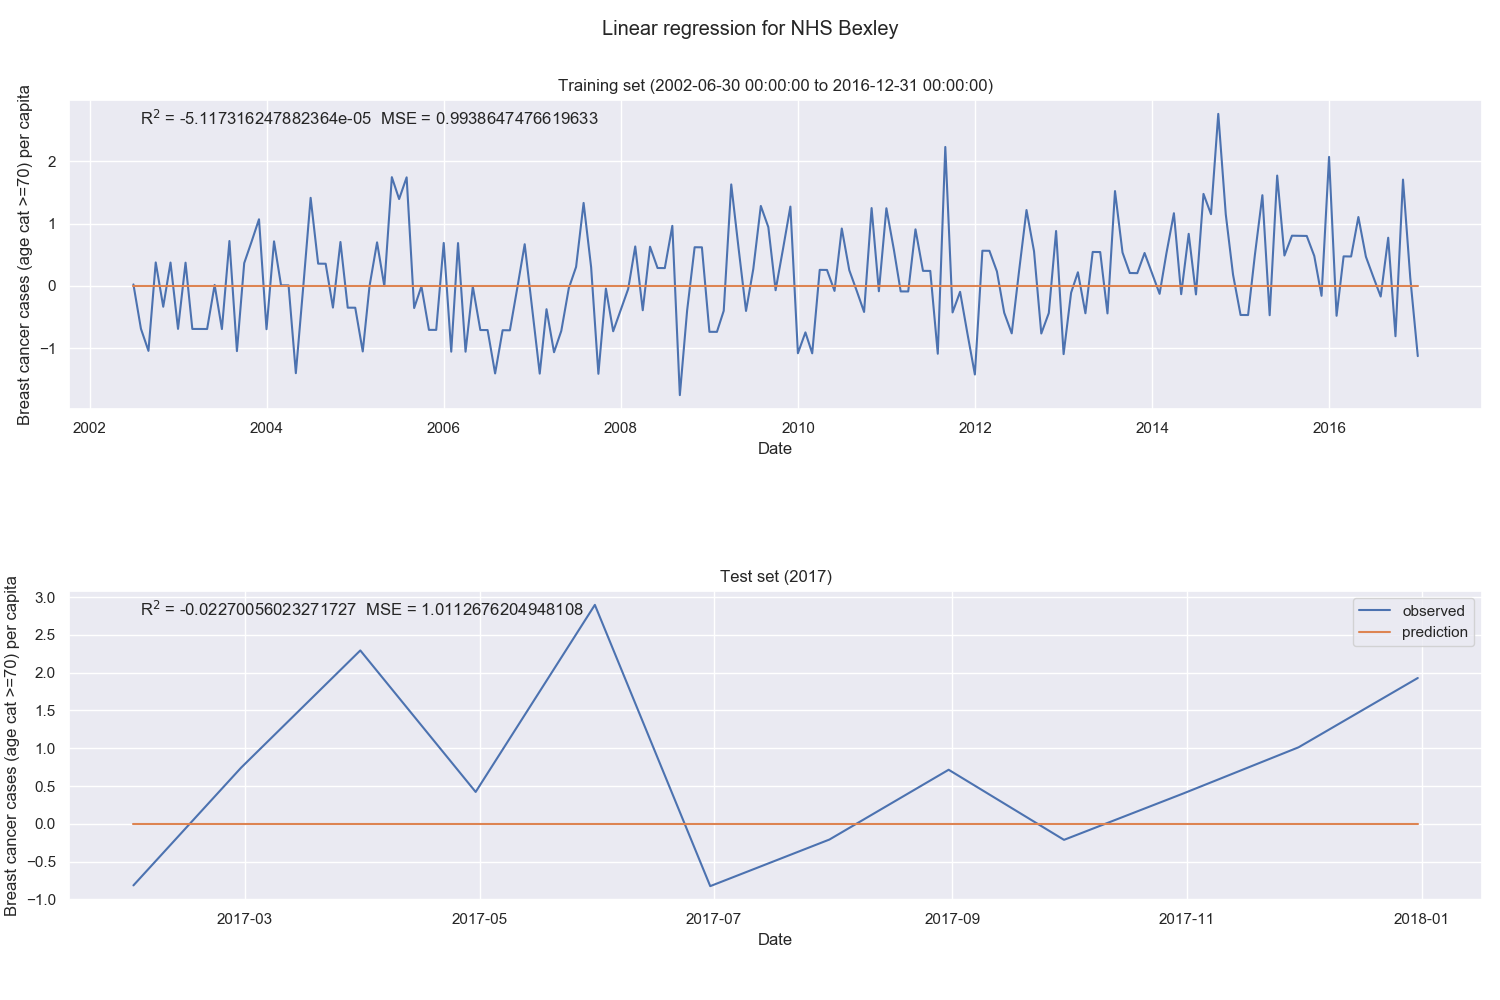 Linear regression for NHS Bexley
Training set (2002-06-30 00:00:00 to 2016-12-31 00:00:00)
R² = -5.117316247882364e-05 MSE = 0.9938647476619633
Breast cancer cases (age cat >=70) per capita
2
1
0
−1
2002 2004 2006 2008 2010 2012 2014 2016
Date
Test set (2017)
R² = -0.02270056023271727 MSE = 1.0112676204948108
observed
prediction
Breast cancer cases (age cat >=70) per capita
3.0
2.5
2.0
1.5
1.0
0.5
0.0
−0.5
−1.0
2017-03 2017-05 2017-07 2017-09 2017-11 2018-01
Date